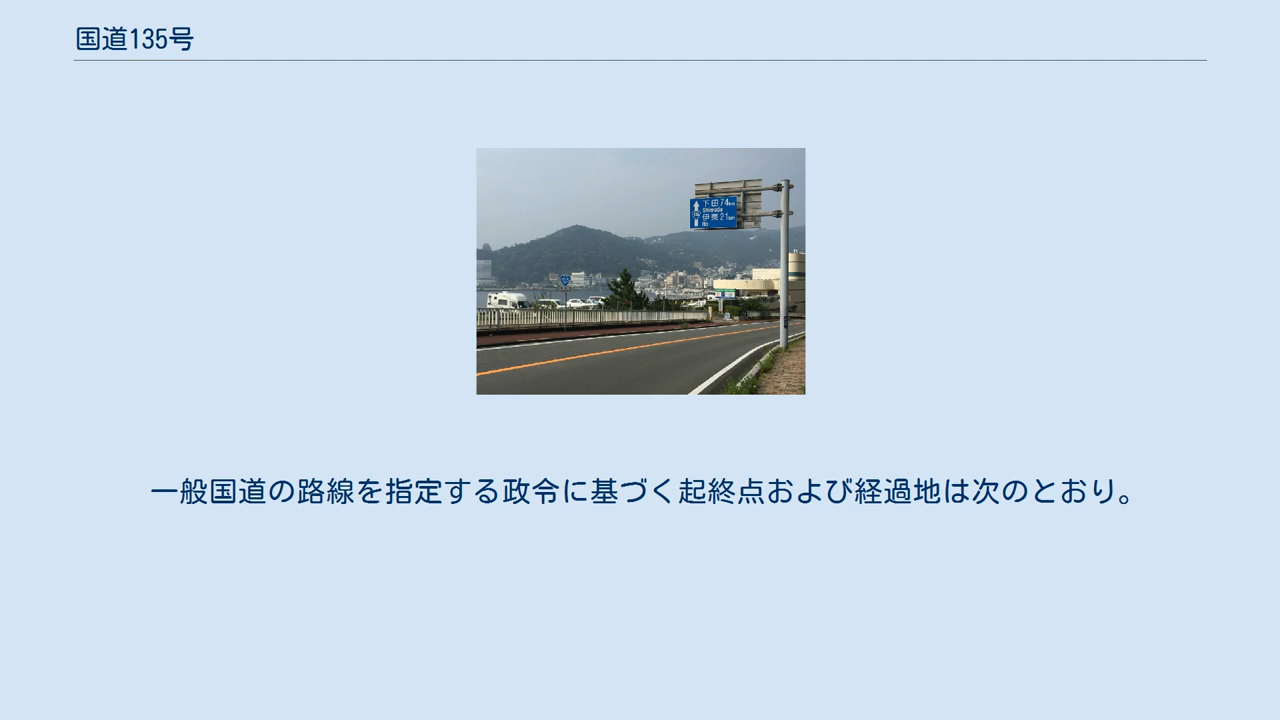 国道135号
下田 74km
Shimoda
伊東 21km
Ito
一般国道の路線を指定する政令に基づく起終点および経過地は次のとおり。